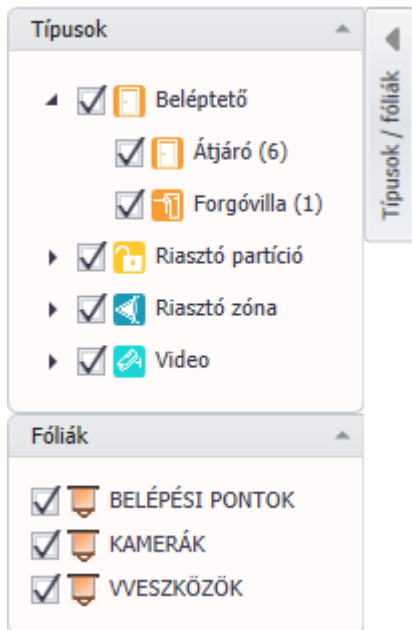 Típusok
Beléptető
Átjáró (6)
Forgóvilla (1)
Riasztó partíció
Riasztó zóna
Video
Fóliák
BELÉPÉSI PONTOK
KAMERÁK
VVESZKÖZÖK
Típusok / fóliák